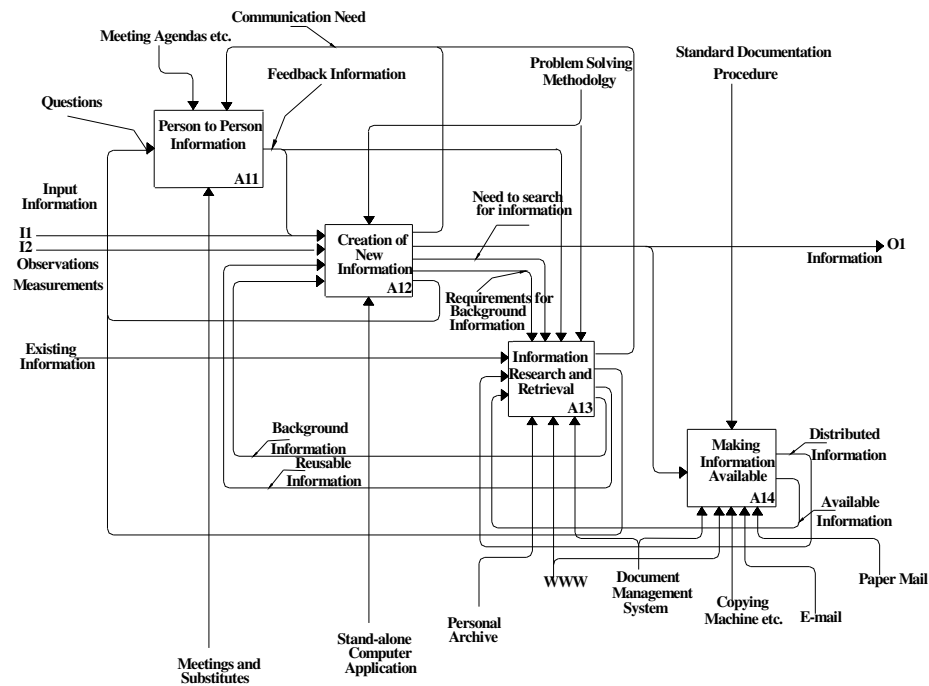 Communication Need
Meeting Agendas etc.
Feedback Information
Problem Solving
Methodolgy
Standard Documentation
Procedure
Questions
Person to Person
Information
A11
Input
Information
Need to search
for information
I1
I2
Creation of
New
Information
A12
O1
Information
Observations
Measurements
Requirements for
Background
Information
Existing
Information
Information
Research and
Retrieval
A13
Background
Information
Reusable
Information
Making
Information
Available
A14
Distributed
Information
Available
Information
WWW
Document
Management
System
Paper Mail
Personal
Archive
Copying
Machine etc.
E-mail
Stand-alone
Computer
Application
Meetings and
Substitutes